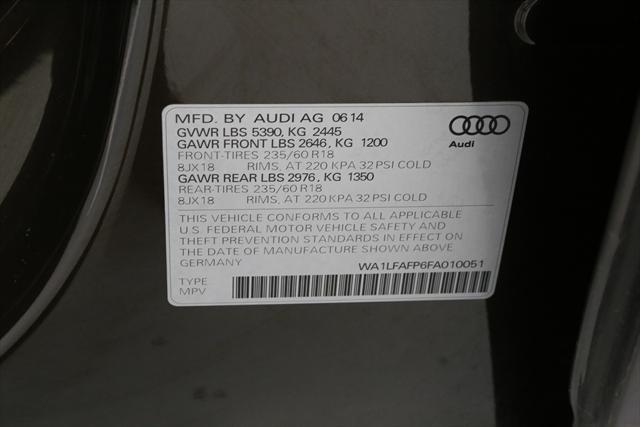 MFD. BY AUDI AG 06 14
GVWR LBS 5390, KG 2445
GAWR FRONT LBS 2646, KG 1200
FRONT-TIRES 235/60 R18
8JX18 RIMS, AT 220 KPA 32 PSI COLD
GAWR REAR LBS 2976, KG 1350
REAR-TIRES 235/60 R18
8JX18 RIMS, AT 220 KPA 32 PSI COLD
Audi
THIS VEHICLE CONFORMS TO ALL APPLICABLE
U.S. FEDERAL MOTOR VEHICLE SAFETY AND
THEFT PREVENTION STANDARDS IN EFFECT ON
THE DATE OF MANUFACTURE SHOWN ABOVE.
GERMANY WA1LFAFP6FA010051
TYPE
MPV